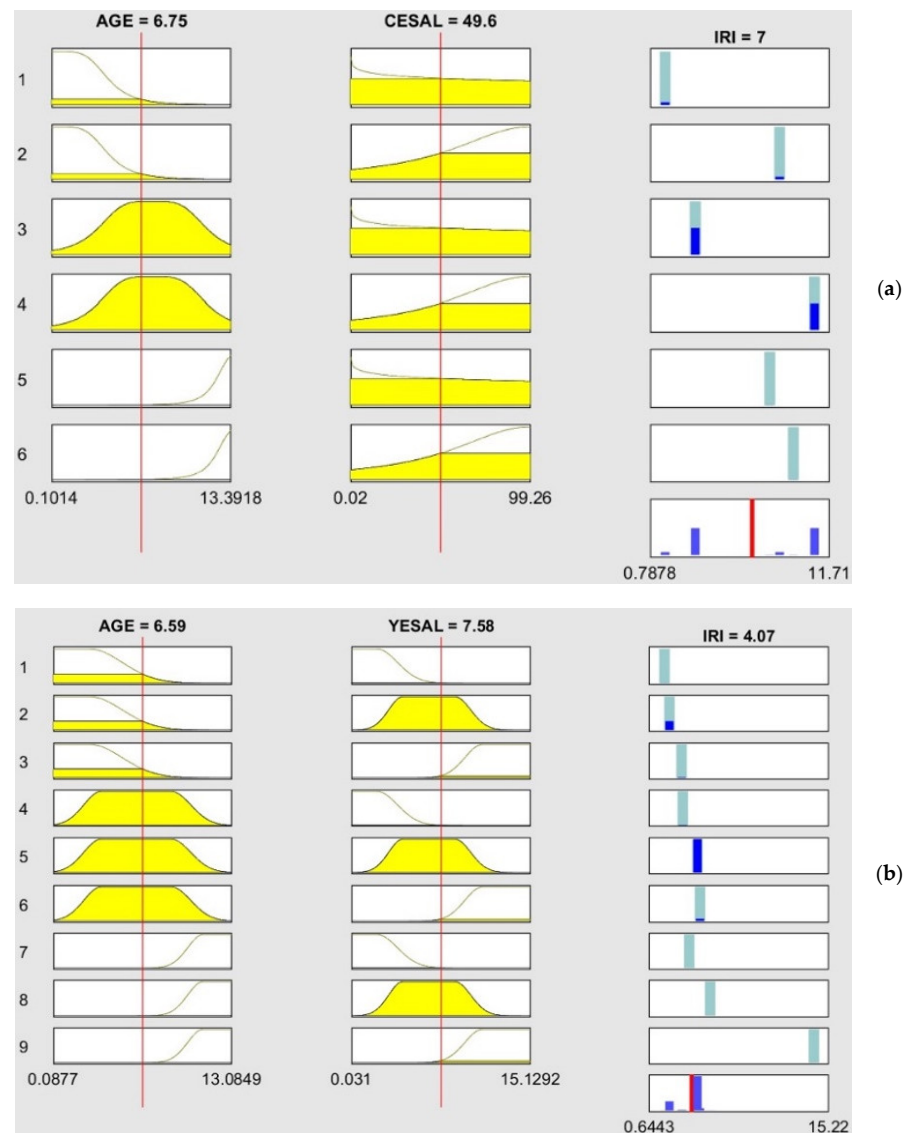 AGE = 6.75 CESAL = 49.6 IRI = 7
1
2
3
4
5
6
0.1014 13.3918 0.02 99.26
0.7878 11.71
(a)
AGE = 6.59 YESAL = 7.58 IRI = 4.07
1
2
3
4
5
6
7
8
9
0.0877 13.0849 0.031 15.1292
0.6443 15.22
(b)